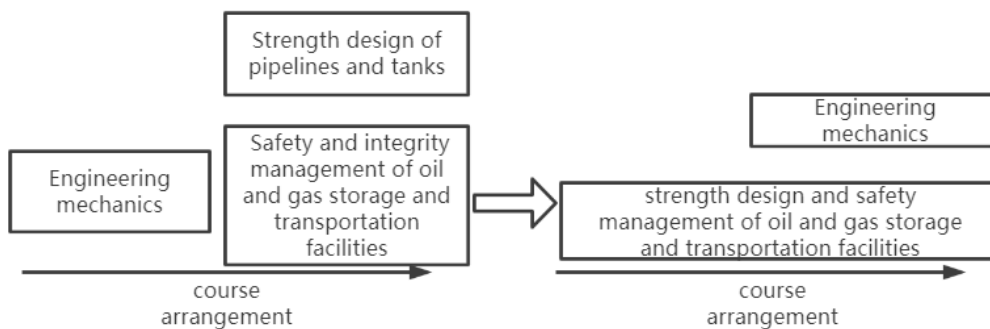 Strength design of
pipelines and tanks
Engineering
mechanics
Safety and integrity
management of oil
and gas storage and
transportation
facilities
course
arrangement
Engineering
mechanics
strength design and safety
management of oil and gas storage
and transportation facilities
course
arrangement